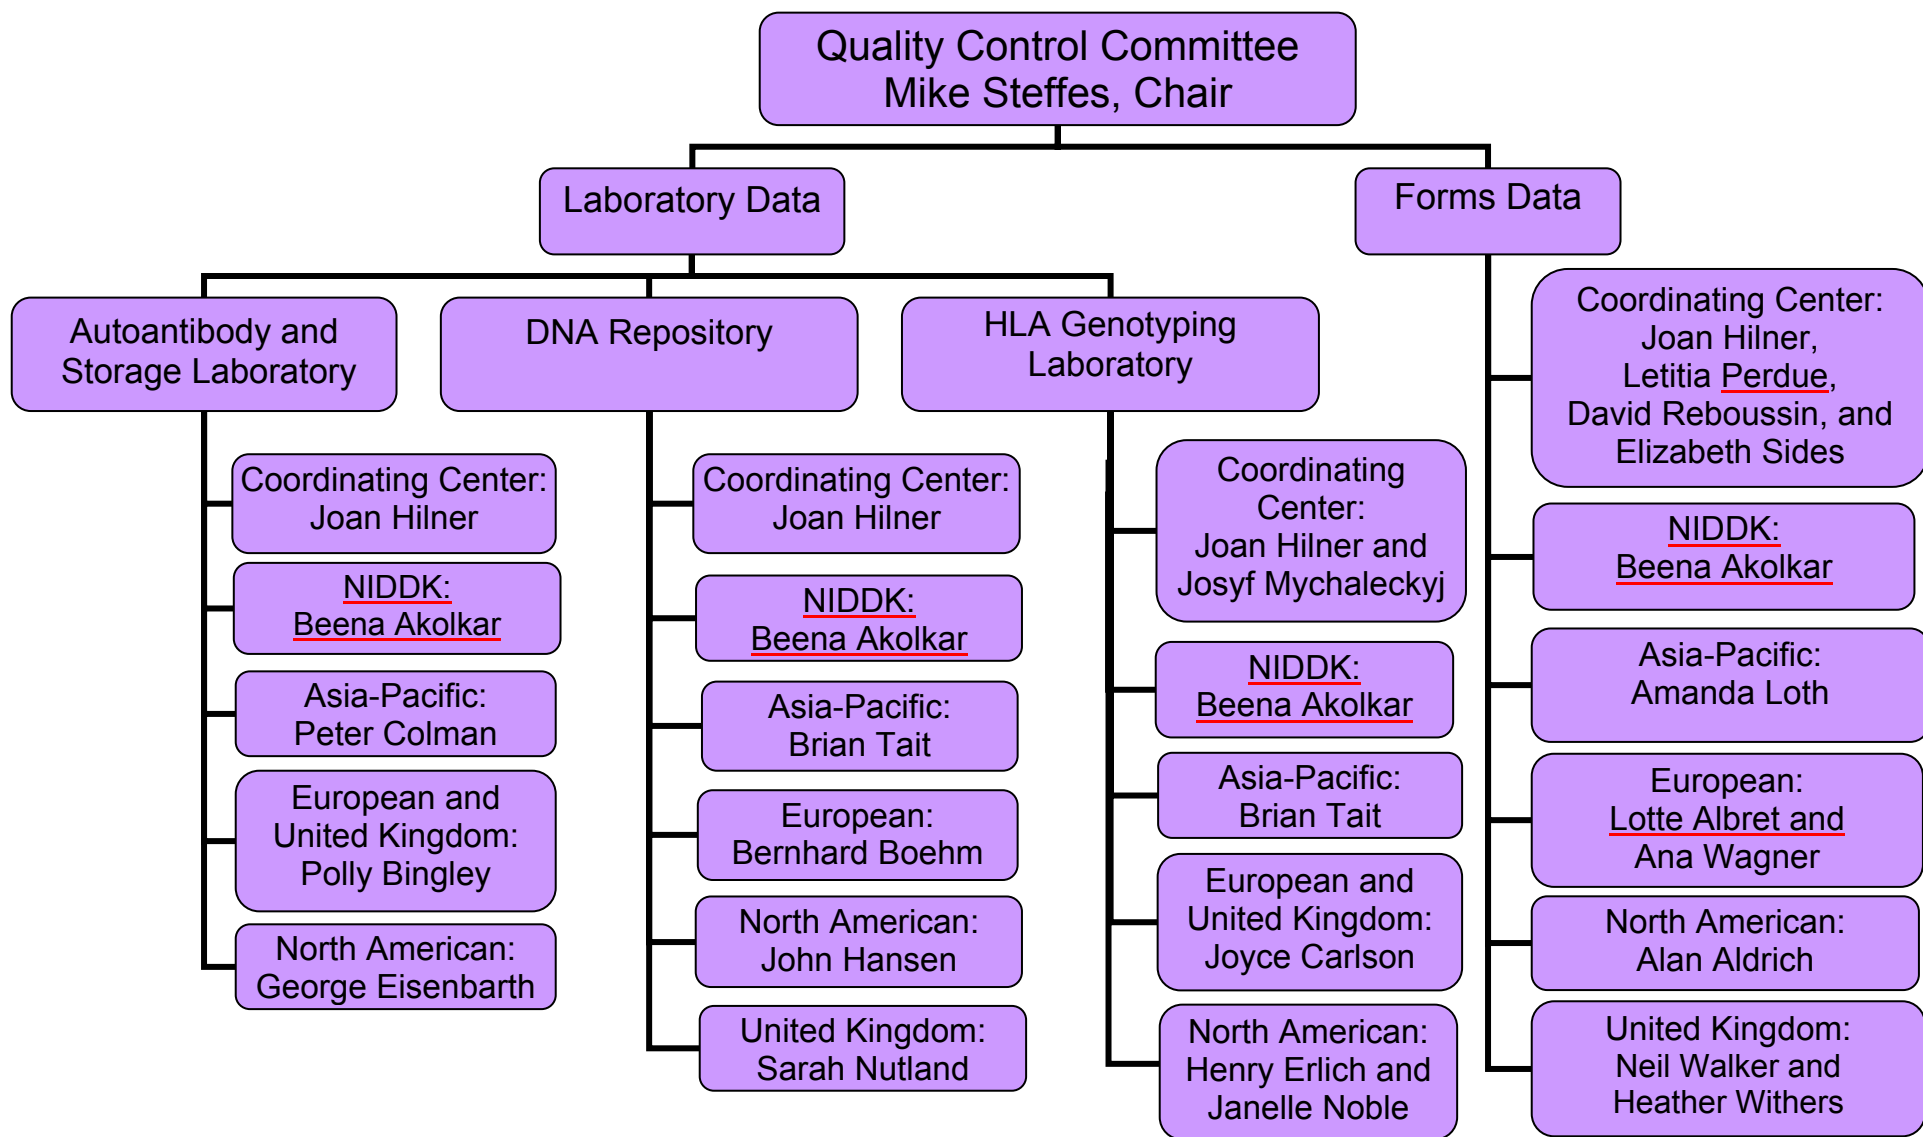 Quality Control Committee
Mike Steffes, Chair
Laboratory Data
Forms Data
Autoantibody and
Storage Laboratory
DNA Repository
HLA Genotyping
Laboratory
Coordinating Center:
Joan Hilner
NIDDK:
Beena Akolkar
Asia-Pacific:
Peter Colman
European and
United Kingdom:
Polly Bingley
North American:
George Eisenbarth
Coordinating Center:
Joan Hilner
NIDDK:
Beena Akolkar
Asia-Pacific:
Brian Tait
European:
Bernhard Boehm
North American:
John Hansen
United Kingdom:
Sarah Nutland
Coordinating
Center:
Joan Hilner and
Josyf Mychaleckyj
NIDDK:
Beena Akolkar
Asia-Pacific:
Brian Tait
European and
United Kingdom:
Joyce Carlson
North American:
Henry Erlich and
Janelle Noble
Coordinating Center:
Joan Hilner,
Letitia Perdue,
David Reboussin, and
Elizabeth Sides
NIDDK:
Beena Akolkar
Asia-Pacific:
Amanda Loth
European:
Lotte Albret and
Ana Wagner
North American:
Alan Aldrich
United Kingdom:
Neil Walker and
Heather Withers